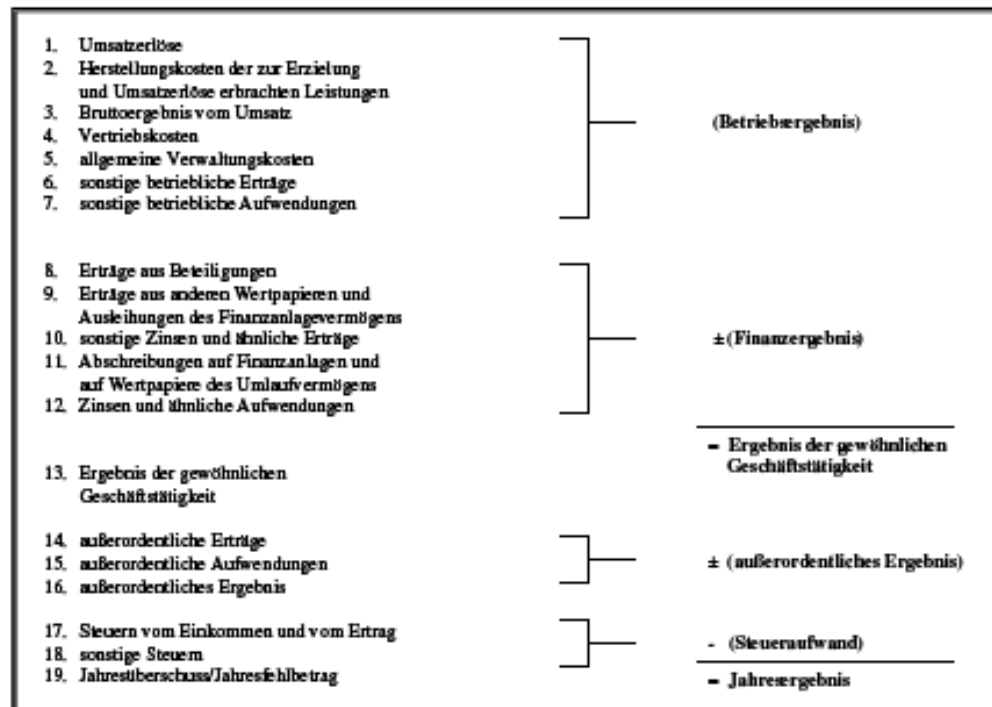 1. Umsatzerlöse
2. Herstellungskosten der zur Erzielung
und Umsatzerlöse erbrachten Leistungen
3. Bruttoergebnis vom Umsatz
4. Vertriebskosten
5. allgemeine Verwaltungskosten
6. sonstige betriebliche Erträge
7. sonstige betriebliche Aufwendungen
(Betriebsergebnis)
8. Erträge aus Beteiligungen
9. Erträge aus anderen Wertpapieren und
Ausleihungen des Finanzanlagevermögens
10. sonstige Zinsen und ähnliche Erträge
11. Abschreibungen auf Finanzanlagen und
auf Wertpapiere des Umlaufvermögens
12. Zinsen und ähnliche Aufwendungen
± (Finanzergebnis)
= Ergebnis der gewöhnlichen
Geschäftstätigkeit
13. Ergebnis der gewöhnlichen
Geschäftstätigkeit
14. außerordentliche Erträge
15. außerordentliche Aufwendungen
16. außerordentliches Ergebnis
± (außerordentliches Ergebnis)
17. Steuern vom Einkommen und vom Ertrag
18. sonstige Steuern
19. Jahresüberschuss/Jahresfehlbetrag
- (Steueraufwand)
= Jahresergebnis